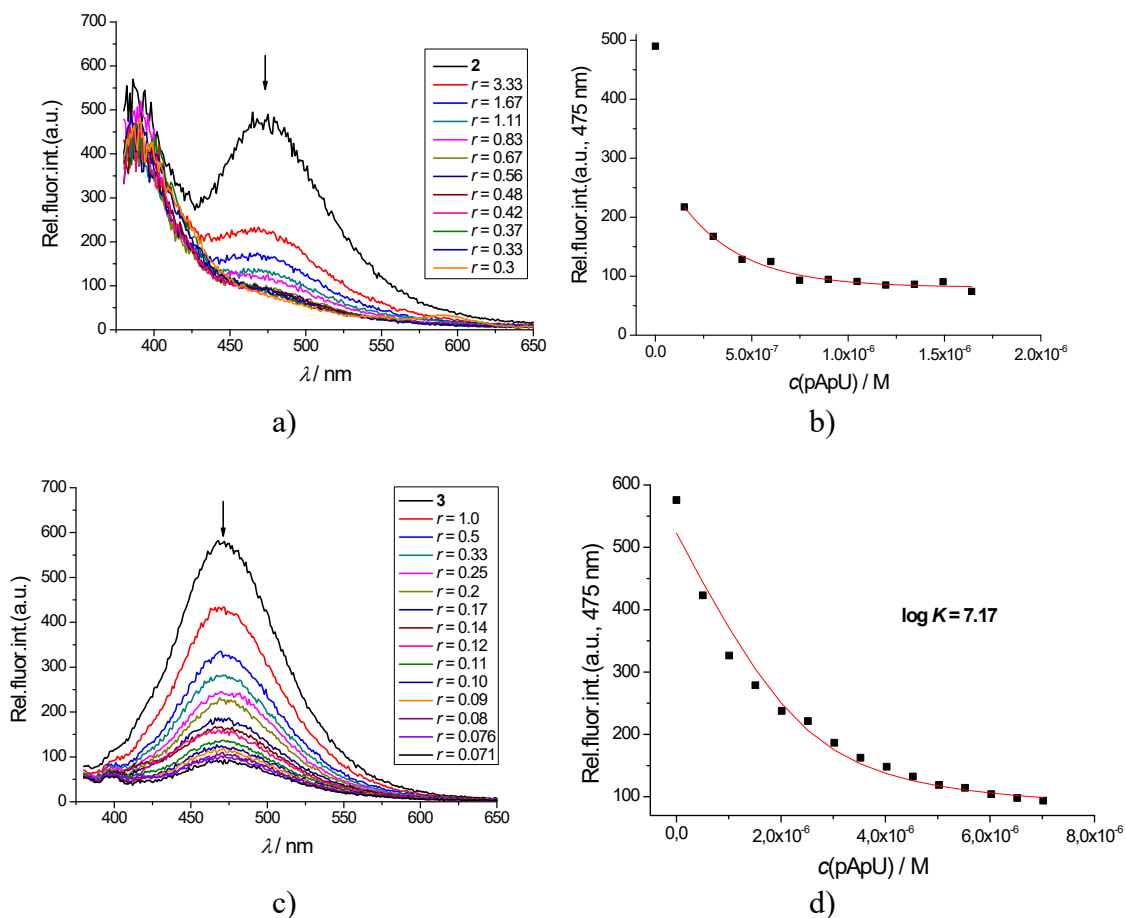 700
600
500
400
300
200
100
0
Rel.fluor.int.(a.u.)
400 450 500 550 600 650
λ / nm
2
r = 3.33
r = 1.67
r = 1.11
r = 0.83
r = 0.67
r = 0.56
r = 0.48
r = 0.42
r = 0.37
r = 0.33
r = 0.3
a)
500
400
300
200
100
0
Rel.fluor.int.(a.u., 475 nm)
0.0 5.0x10⁻⁷ 1.0x10⁻⁶ 1.5x10⁻⁶ 2.0x10⁻⁶
c(pApU) / M
b)
700
600
500
400
300
200
100
0
Rel.fluor.int.(a.u.)
400 450 500 550 600 650
λ / nm
3
r = 1.0
r = 0.5
r = 0.33
r = 0.25
r = 0.2
r = 0.17
r = 0.14
r = 0.12
r = 0.11
r = 0.10
r = 0.09
r = 0.08
r = 0.076
r = 0.071
c)
600
500
400
300
200
100
Rel.fluor.int.(a.u., 475 nm)
log K = 7.17
0,0 2,0x10⁻⁶ 4,0x10⁻⁶ 6,0x10⁻⁶ 8,0x10⁻⁶
c(pApU) / M
d)